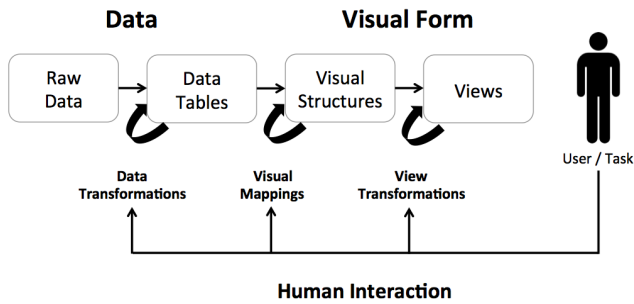 Data
Visual Form
Raw
Data
Data
Tables
Visual
Structures
Views
User / Task
Data
Transformations
Visual
Mappings
View
Transformations
Human Interaction